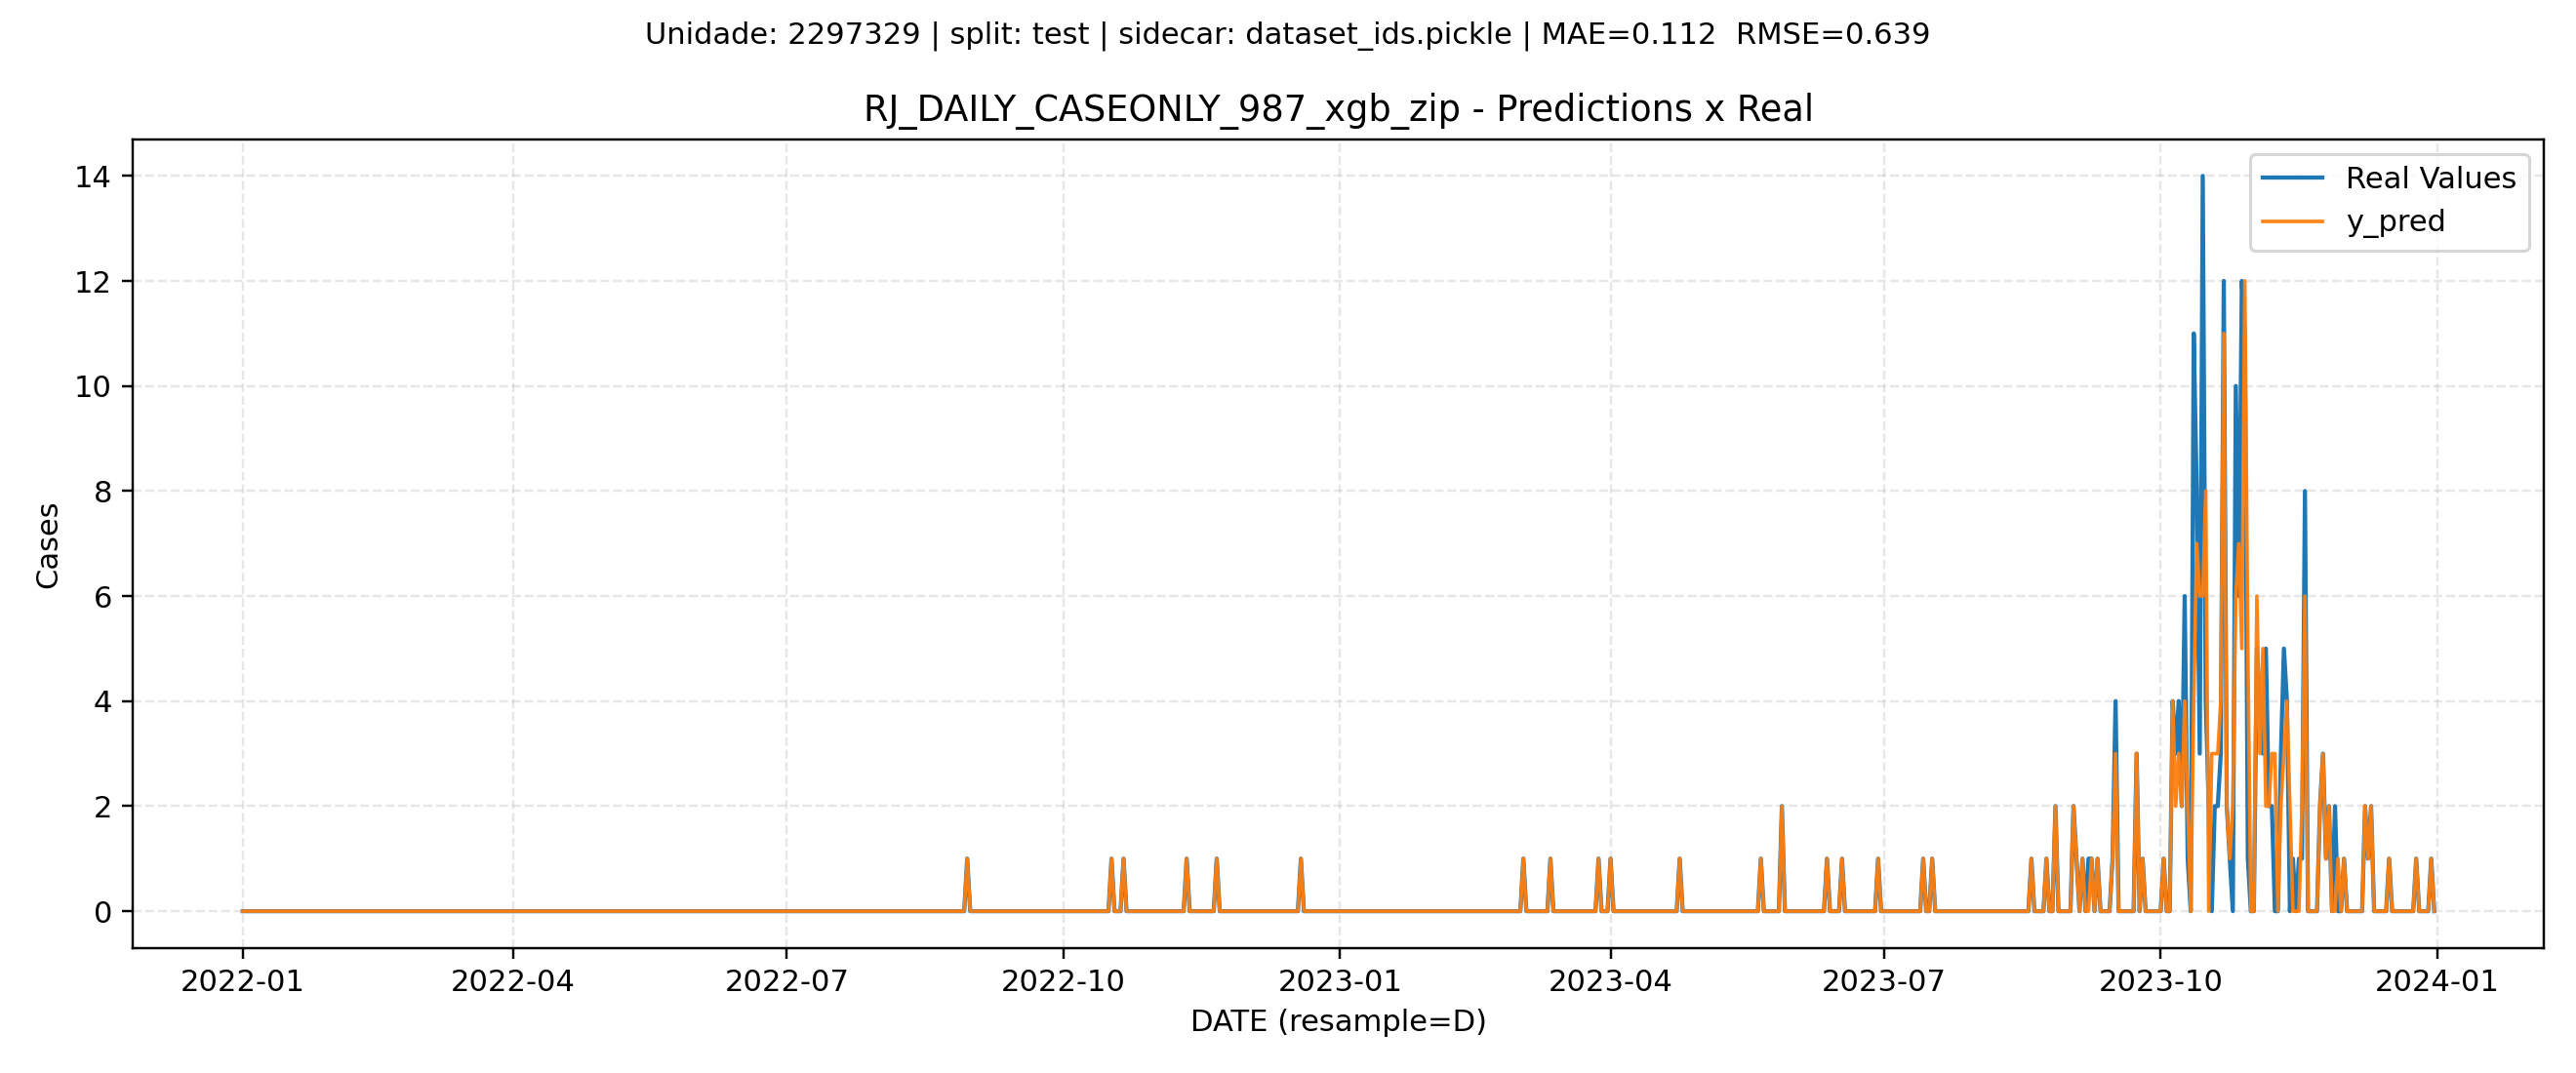 Unidade: 2297329 | split: test | sidecar: dataset_ids.pickle | MAE=0.112  RMSE=0.639
RJ_DAILY_CASEONLY_987_xgb_zip - Predictions x Real
Real Values
y_pred
Cases
14
12
10
8
6
4
2
0
2022-01
2022-04
2022-07
2022-10
2023-01
2023-04
2023-07
2023-10
2024-01
DATE (resample=D)